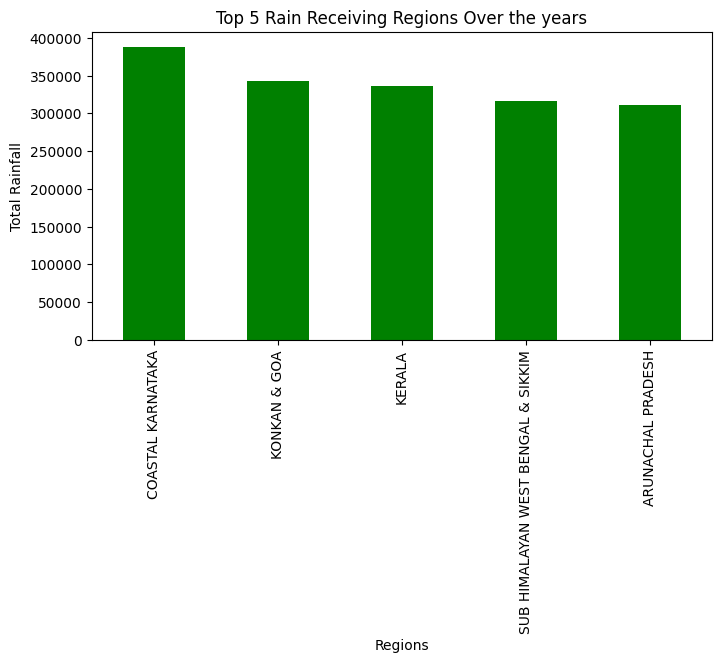 Top 5 Rain Receiving Regions Over the years
Total Rainfall
400000
350000
300000
250000
200000
150000
100000
50000
0
COASTAL KARNATAKA
KONKAN & GOA
KERALA
SUB HIMALAYAN WEST BENGAL & SIKKIM
ARUNACHAL PRADESH
Regions